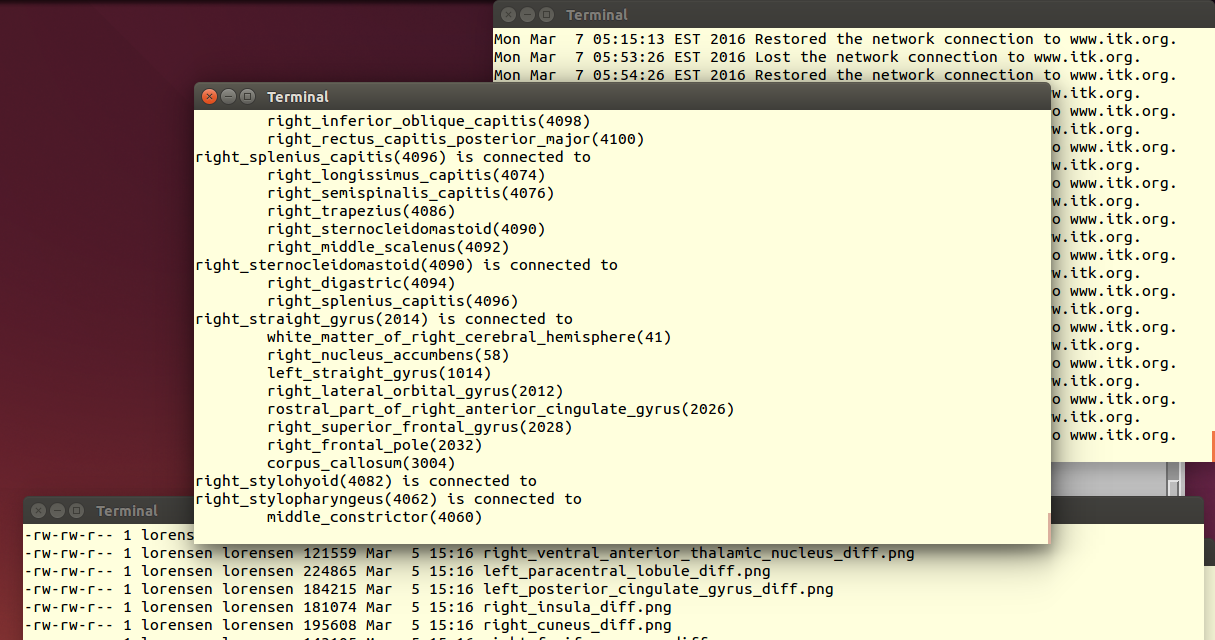 Terminal
Mon Mar  7 05:15:13 EST 2016 Restored the network connection to www.itk.org.
Mon Mar  7 05:53:26 EST 2016 Lost the network connection to www.itk.org.
Mon Mar  7 05:54:26 EST 2016 Restored the network connection to www.itk.org.
w.itk.org.
o www.itk.org.
w.itk.org.
o www.itk.org.
w.itk.org.
o www.itk.org.
w.itk.org.
o www.itk.org.
w.itk.org.
o www.itk.org.
w.itk.org.
o www.itk.org.
w.itk.org.
o www.itk.org.
w.itk.org.
o www.itk.org.
w.itk.org.
o www.itk.org.
w.itk.org.
o www.itk.org.
Terminal
right_inferior_oblique_capitis(4098)
right_rectus_capitis_posterior_major(4100)
right_splenius_capitis(4096) is connected to
right_longissimus_capitis(4074)
right_semispinalis_capitis(4076)
right_trapezius(4086)
right_sternocleidomastoid(4090)
right_middle_scalenus(4092)
right_sternocleidomastoid(4090) is connected to
right_digastric(4094)
right_splenius_capitis(4096)
right_straight_gyrus(2014) is connected to
white_matter_of_right_cerebral_hemisphere(41)
right_nucleus_accumbens(58)
left_straight_gyrus(1014)
right_lateral_orbital_gyrus(2012)
rostral_part_of_right_anterior_cingulate_gyrus(2026)
right_superior_frontal_gyrus(2028)
right_frontal_pole(2032)
corpus_callosum(3004)
right_stylohyoid(4082) is connected to
right_stylopharyngeus(4062) is connected to
middle_constrictor(4060)
Terminal
-rw-rw-r-- 1 lorens
-rw-rw-r-- 1 lorensen lorensen 121559 Mar  5 15:16 right_ventral_anterior_thalamic_nucleus_diff.png
-rw-rw-r-- 1 lorensen lorensen 224865 Mar  5 15:16 left_paracentral_lobule_diff.png
-rw-rw-r-- 1 lorensen lorensen 184215 Mar  5 15:16 left_posterior_cingulate_gyrus_diff.png
-rw-rw-r-- 1 lorensen lorensen 181074 Mar  5 15:16 right_insula_diff.png
-rw-rw-r-- 1 lorensen lorensen 195608 Mar  5 15:16 right_cuneus_diff.png
-rw-rw-r-- 1 lorensen lorensen